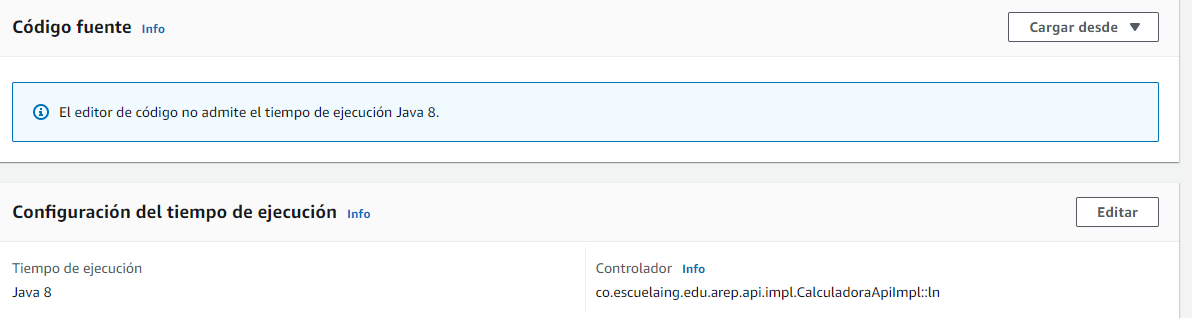 Código fuente Info
Cargar desde
El editor de código no admite el tiempo de ejecución Java 8.
Configuración del tiempo de ejecución Info
Editar
Tiempo de ejecución
Java 8
Controlador Info
co.escuelaing.edu.arep.api.impl.CalculadoraApiImpl::ln